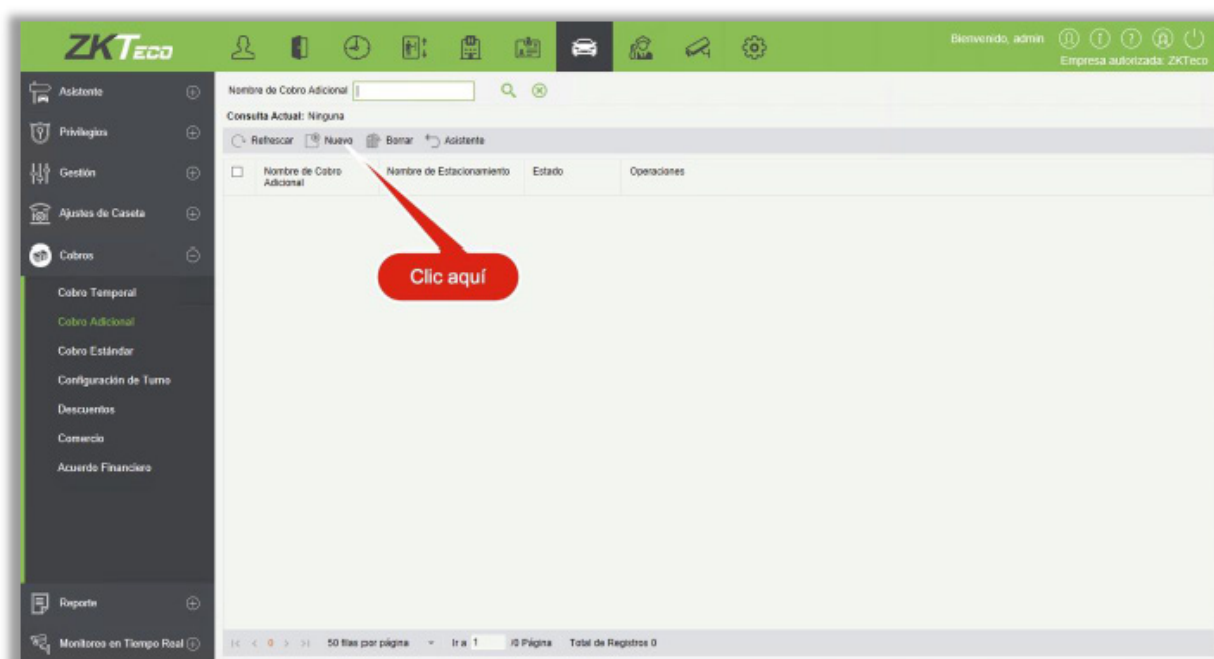 ZKTECO
Bienvenido, admin
Empresa autorizada: ZKTeco
Asistente
Privilegios
Gestión
Ajustes de Caseta
Cobros
Cobro Temporal
Cobro Adicional
Cobro Estándar
Configuración de Turno
Descuentos
Comercio
Acuerdo Financiero
Reporte
Monitoreo en Tiempo Real
Nombre de Cobro Adicional
Consulta Actual: Ninguna
Refrescar Nuevo Borrar Asistente
Nombre de Cobro Adicional Nombre de Estacionamiento Estado Operaciones
Clic aquí
|< < 0 > >| 50 filas por página Ir a 1 /0 Página Total de Registros 0